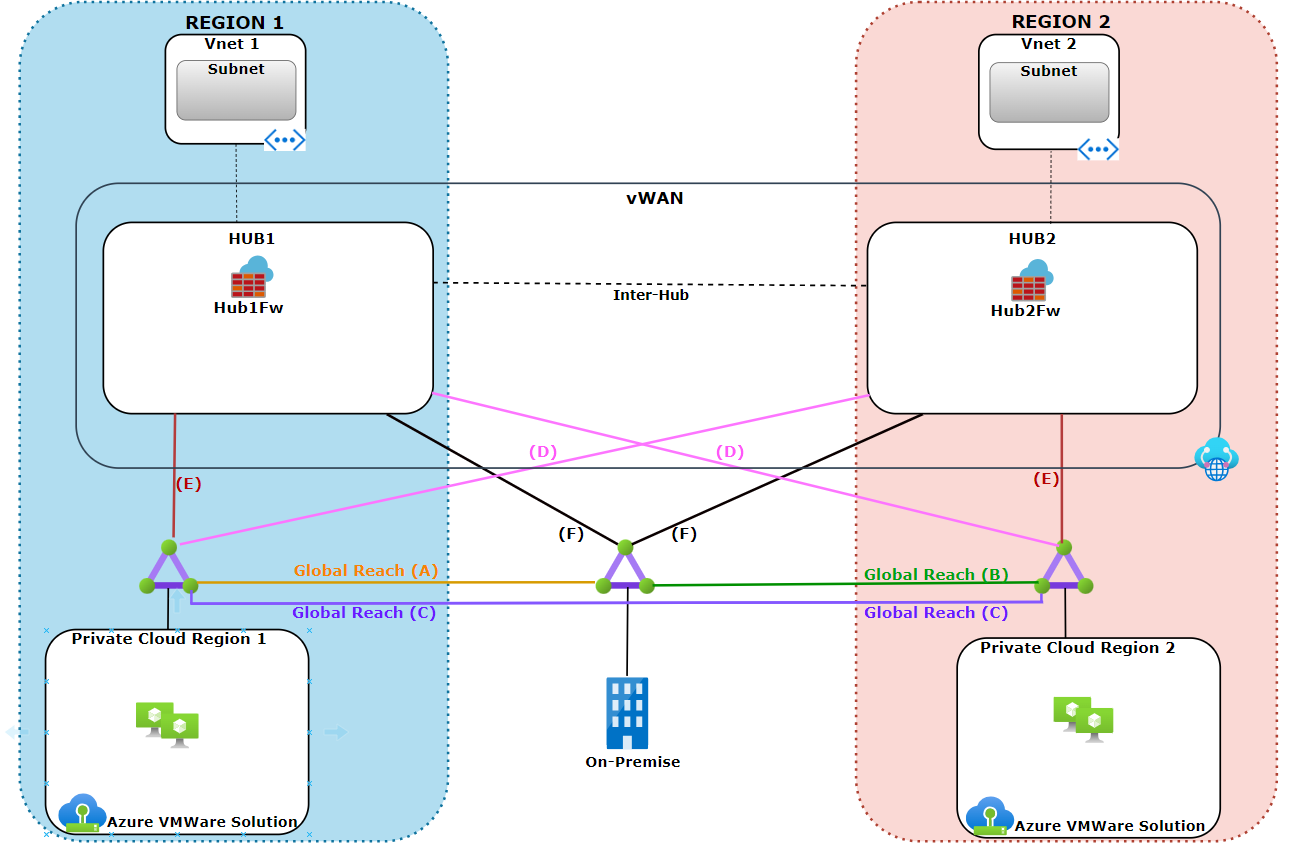 REGION 1
REGION 2
Vnet 1
Vnet 2
Subnet
Subnet
vWAN
HUB1
HUB2
Hub1Fw
Inter-Hub
Hub2Fw
(D)
(D)
(E)
(E)
(F)
(F)
Global Reach (A)
Global Reach (B)
Global Reach (C)
Global Reach (C)
Private Cloud Region 1
Private Cloud Region 2
On-Premise
Azure VMWare Solution
Azure VMWare Solution